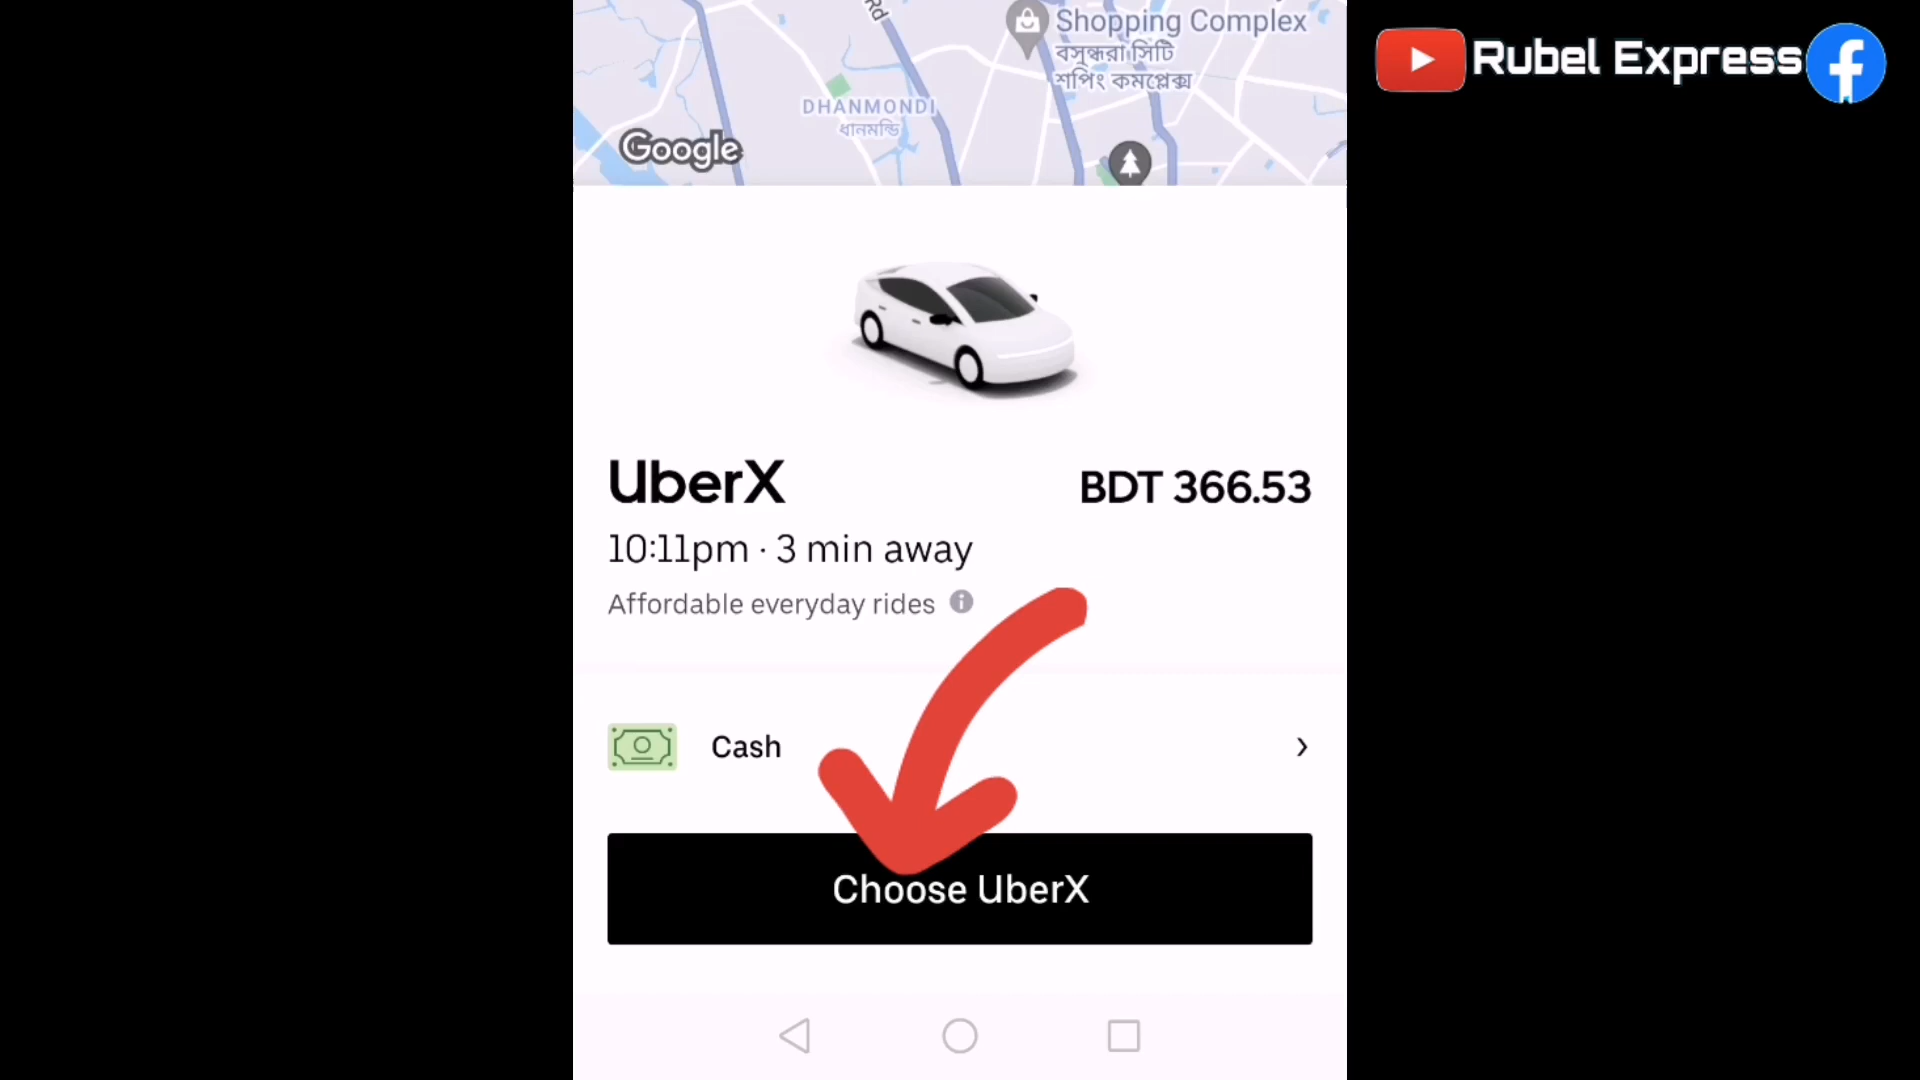 Rd
Shopping Complex
বসুন্ধরা সিটি
শপিং কমপ্লেক্স
DHANMONDI
ধানমন্ডি
Google
Rubel Express
UberX
BDT 366.53
10:11pm · 3 min away
Affordable everyday rides
Cash
Choose UberX